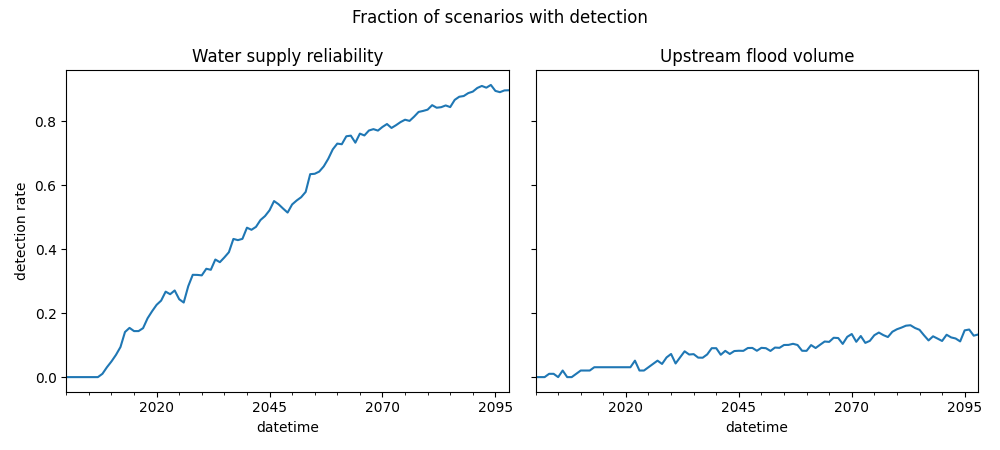 Fraction of scenarios with detection
Water supply reliability
Upstream flood volume
detection rate
0.8
0.6
0.4
0.2
0.0
2020 2045 2070 2095
2020 2045 2070 2095
datetime
datetime